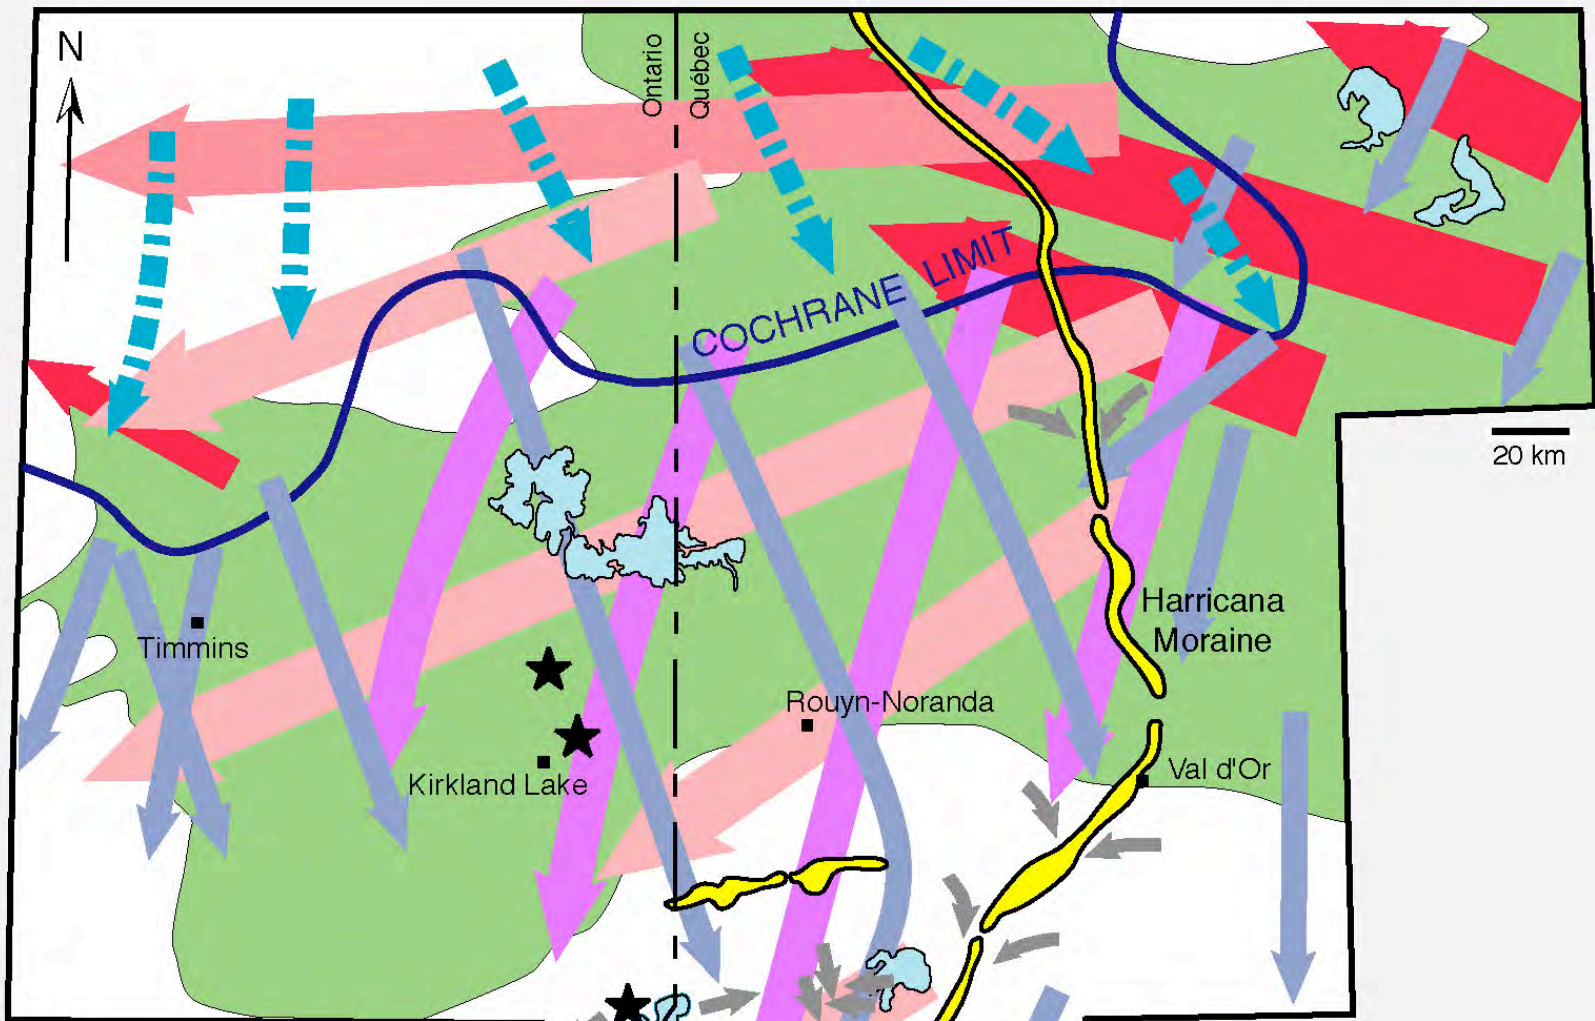 N
Ontario
Québec
COCHRANE LIMIT
20 km
Timmins
Harricana
Moraine
Rouyn-Noranda
Kirkland Lake
Val d'Or